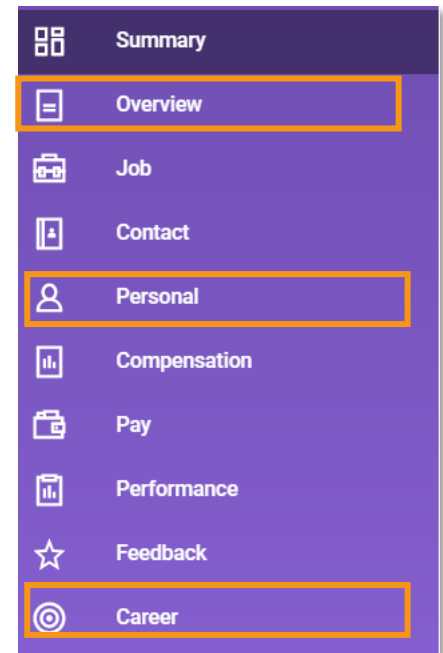 Summary
Overview
Job
Contact
Personal
Compensation
Pay
Performance
Feedback
Career